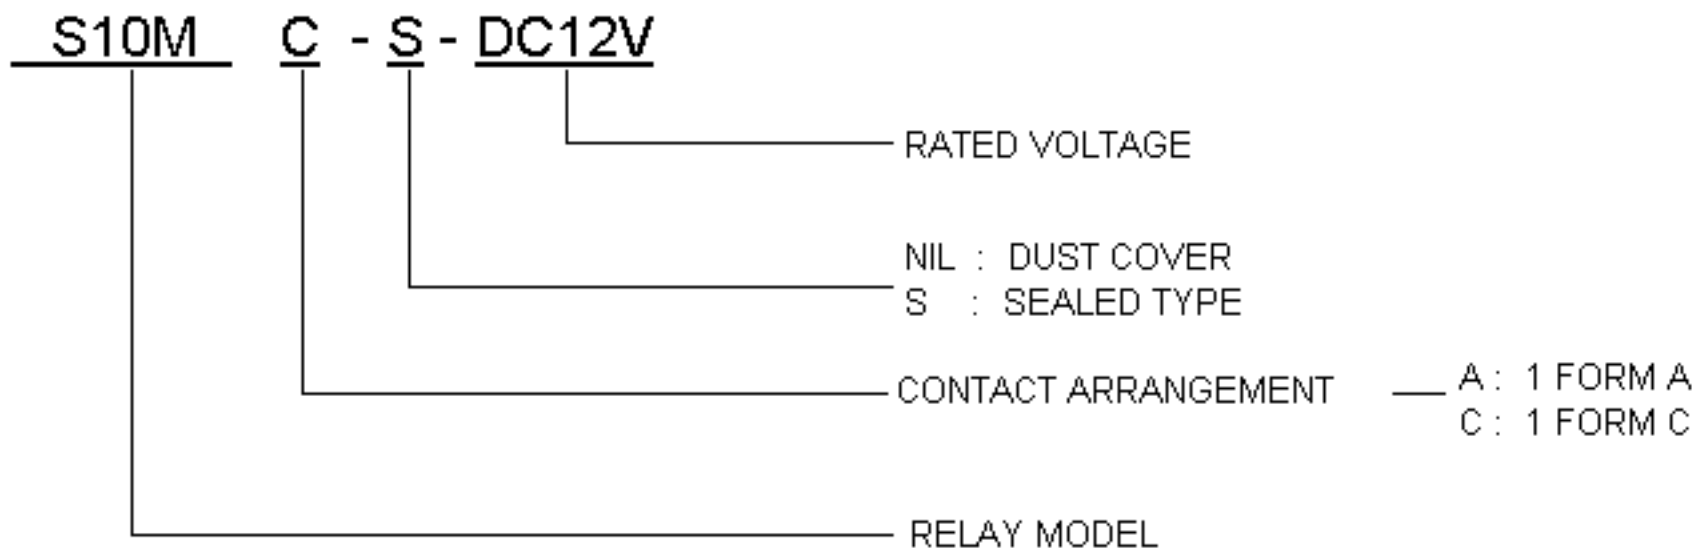 S10M C - S - DC12V
RATED VOLTAGE
NIL : DUST COVER
S : SEALED TYPE
CONTACT ARRANGEMENT
A : 1 FORM A
C : 1 FORM C
RELAY MODEL